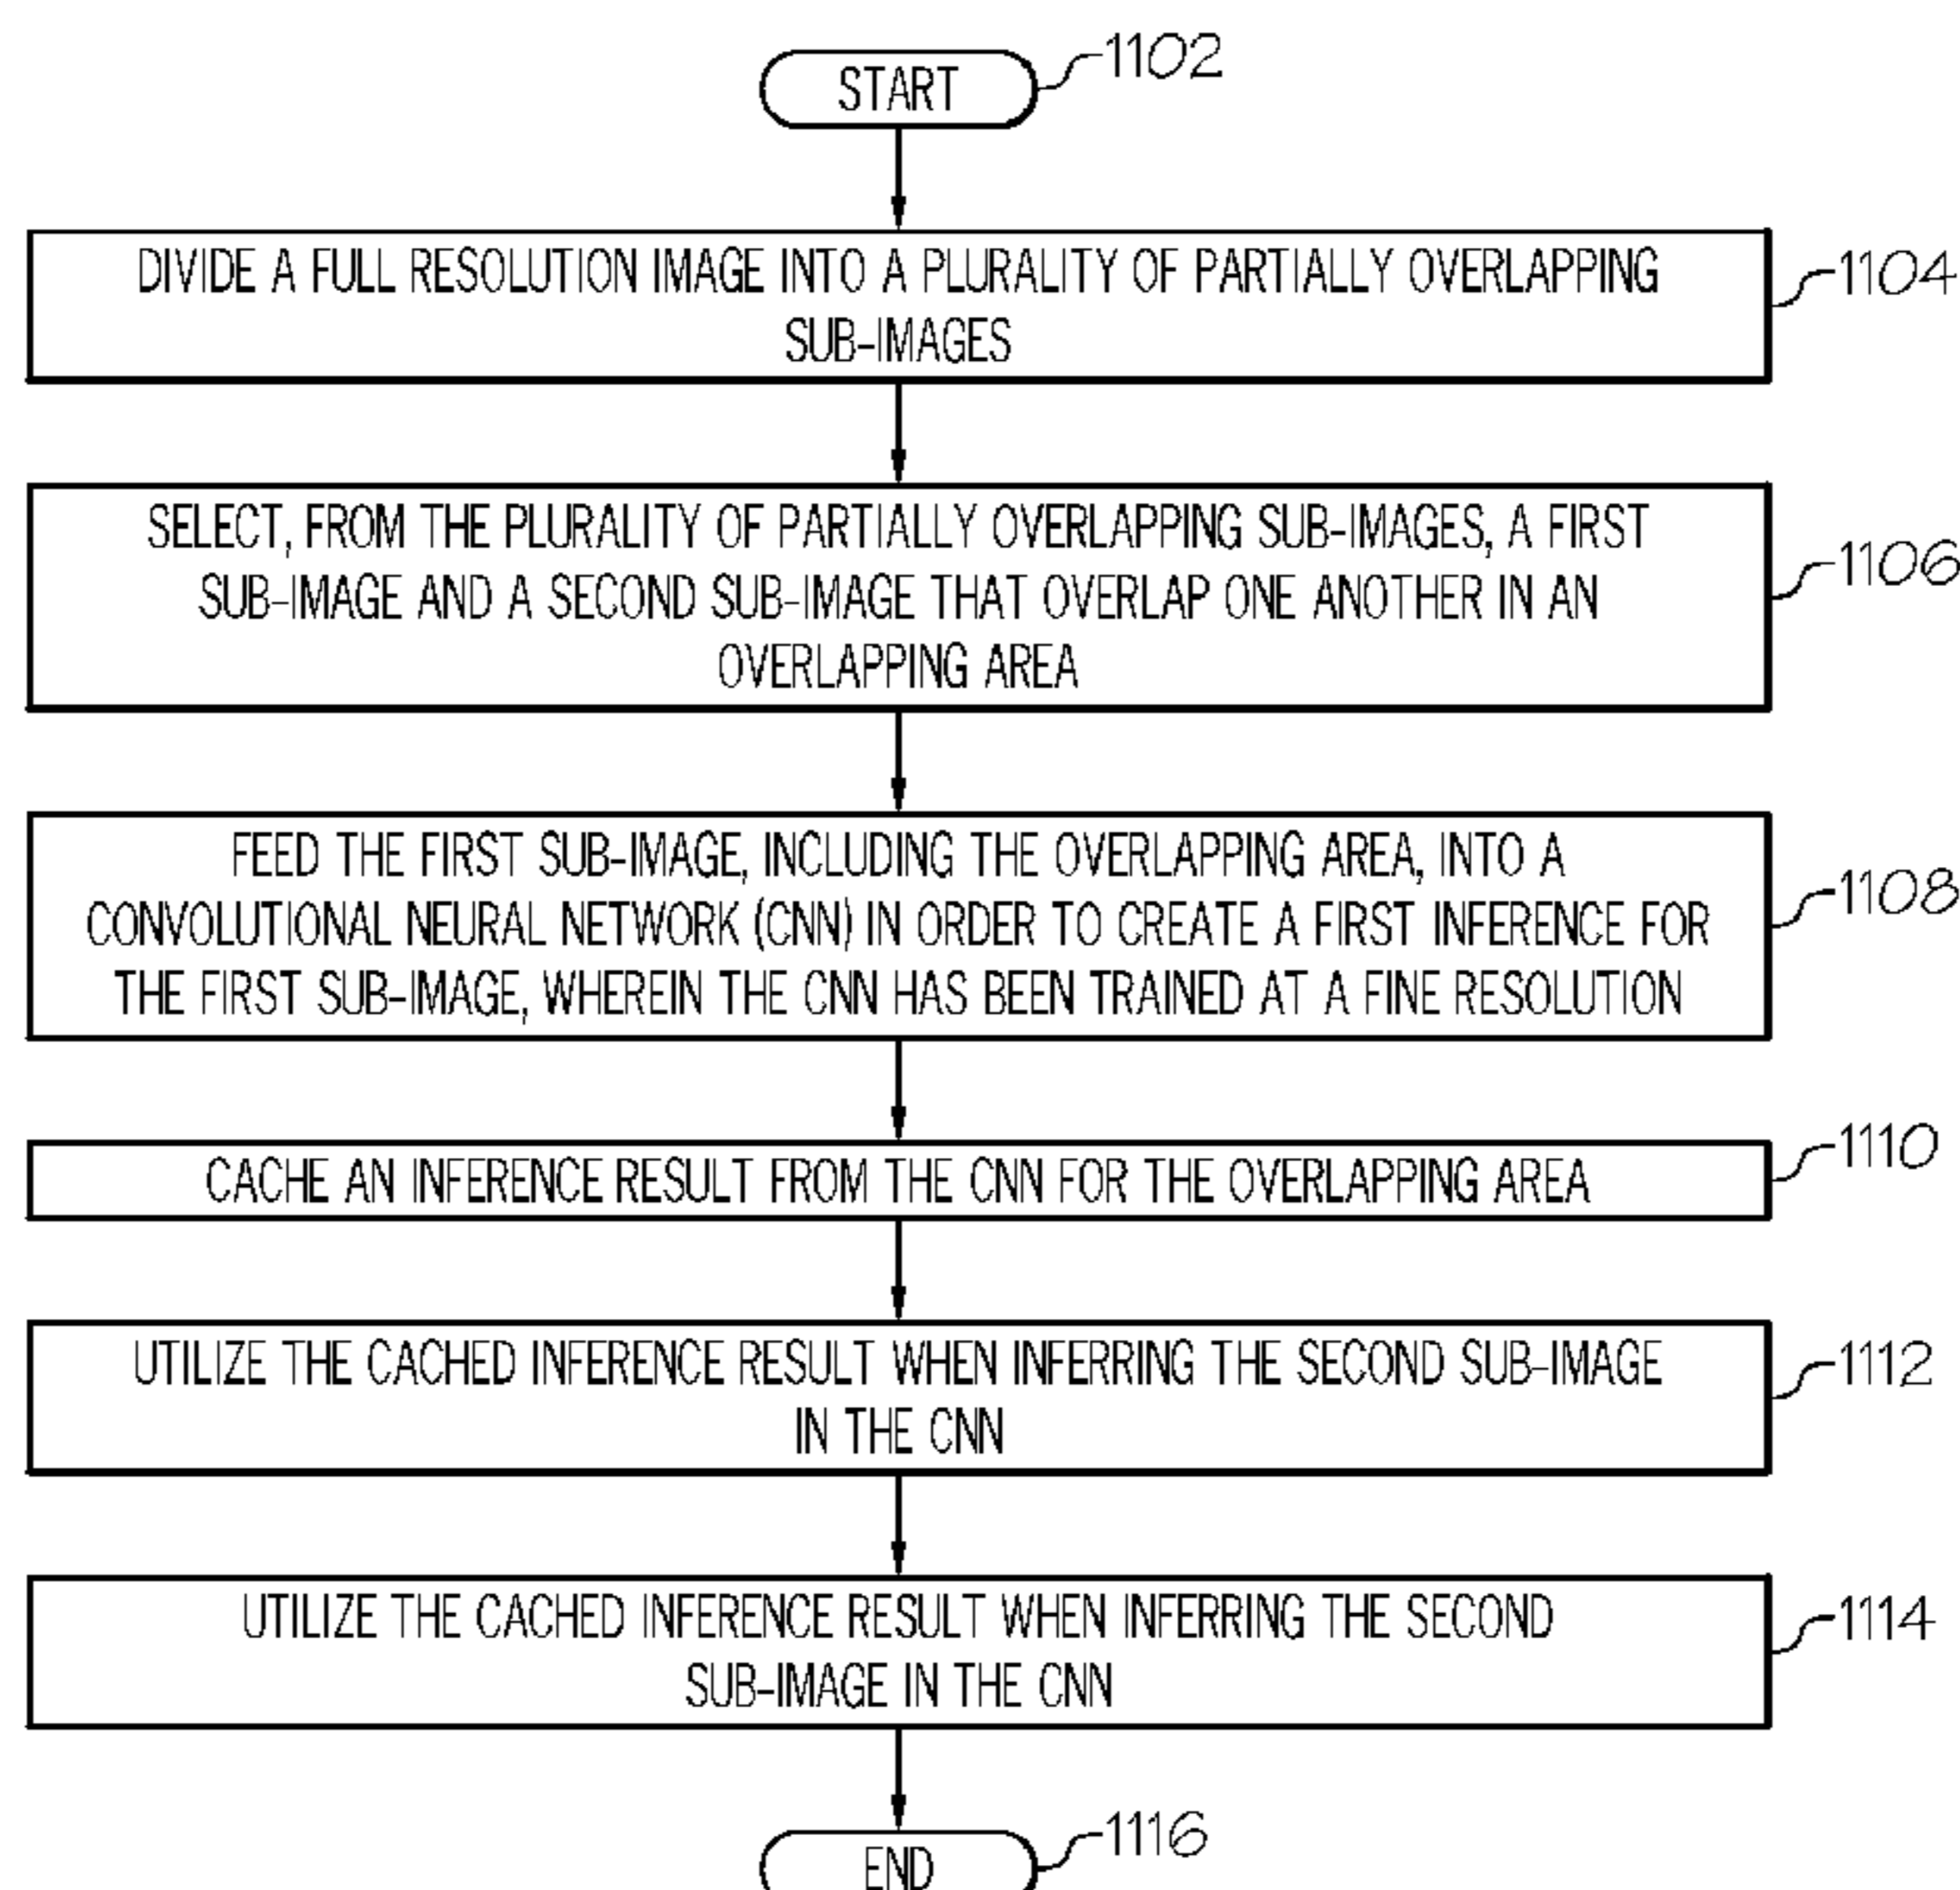 START
1102
DIVIDE A FULL RESOLUTION IMAGE INTO A PLURALITY OF PARTIALLY OVERLAPPING
SUB-IMAGES
1104
SELECT, FROM THE PLURALITY OF PARTIALLY OVERLAPPING SUB-IMAGES, A FIRST
SUB-IMAGE AND A SECOND SUB-IMAGE THAT OVERLAP ONE ANOTHER IN AN
OVERLAPPING AREA
1106
FEED THE FIRST SUB-IMAGE, INCLUDING THE OVERLAPPING AREA, INTO A
CONVOLUTIONAL NEURAL NETWORK (CNN) IN ORDER TO CREATE A FIRST INFERENCE FOR
THE FIRST SUB-IMAGE, WHEREIN THE CNN HAS BEEN TRAINED AT A FINE RESOLUTION
1108
CACHE AN INFERENCE RESULT FROM THE CNN FOR THE OVERLAPPING AREA
1110
UTILIZE THE CACHED INFERENCE RESULT WHEN INFERRING THE SECOND SUB-IMAGE
IN THE CNN
1112
UTILIZE THE CACHED INFERENCE RESULT WHEN INFERRING THE SECOND
SUB-IMAGE IN THE CNN
1114
END
1116